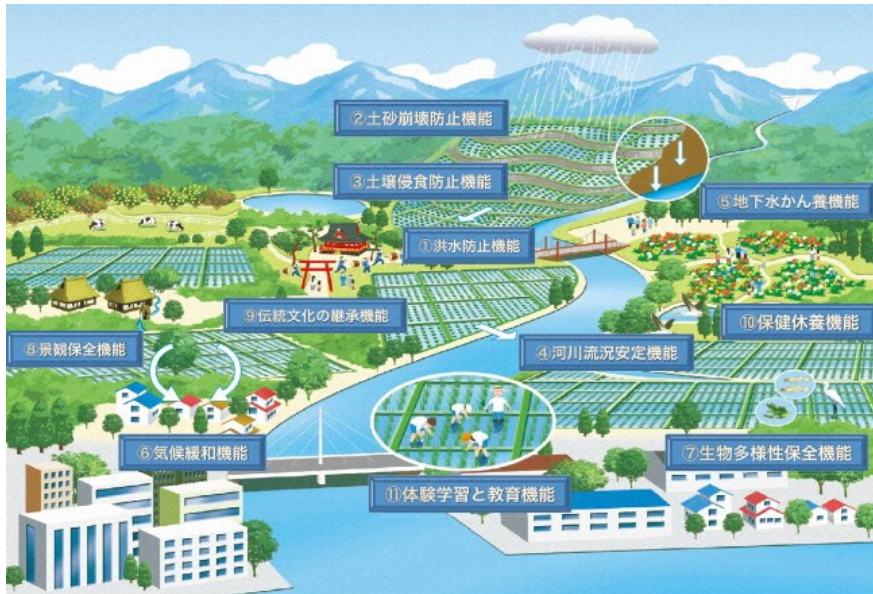 ②土砂崩壊防止機能
③土壌侵食防止機能
⑤地下水かん養機能
①洪水防止機能
⑨伝統文化の継承機能
⑩保健休養機能
⑧景観保全機能
④河川流況安定機能
⑥気候緩和機能
⑦生物多様性保全機能
⑪体験学習と教育機能